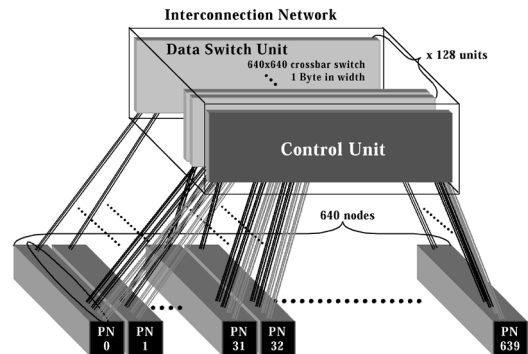 Interconnection Network
Data Switch Unit
640x640 crossbar switch
1 Byte in width
x 128 units
Control Unit
640 nodes
PN
0
PN
1
PN
31
PN
32
PN
639